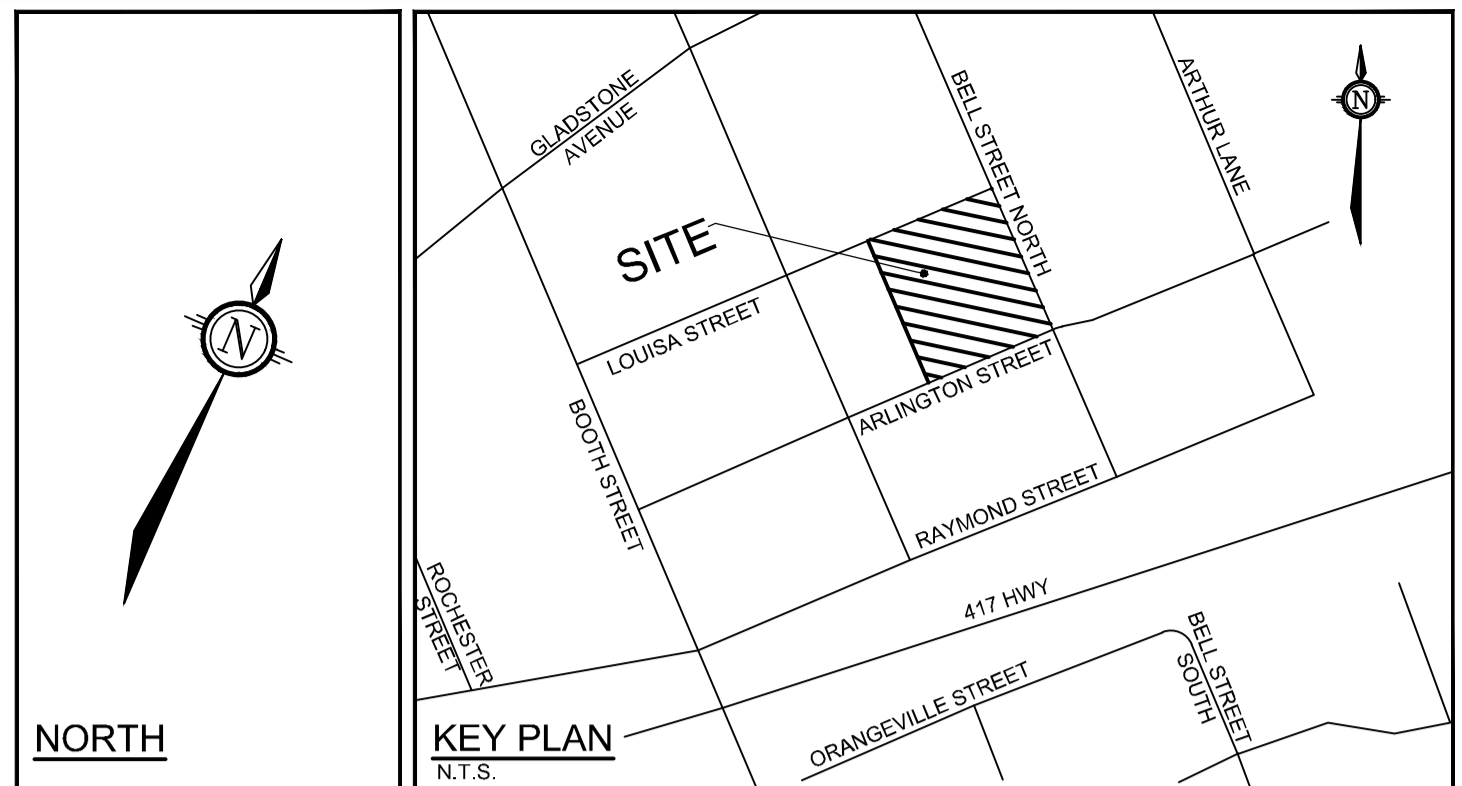 N
NORTH
GLADSTONE
AVENUE
BELL STREET NORTH
ARTHUR LANE
N
SITE
LOUISA STREET
ARLINGTON STREET
BOOTH STREET
RAYMOND STREET
ROCHESTER
STREET
417 HWY
BELL STREET
SOUTH
ORANGEVILLE STREET
KEY PLAN
N.T.S.